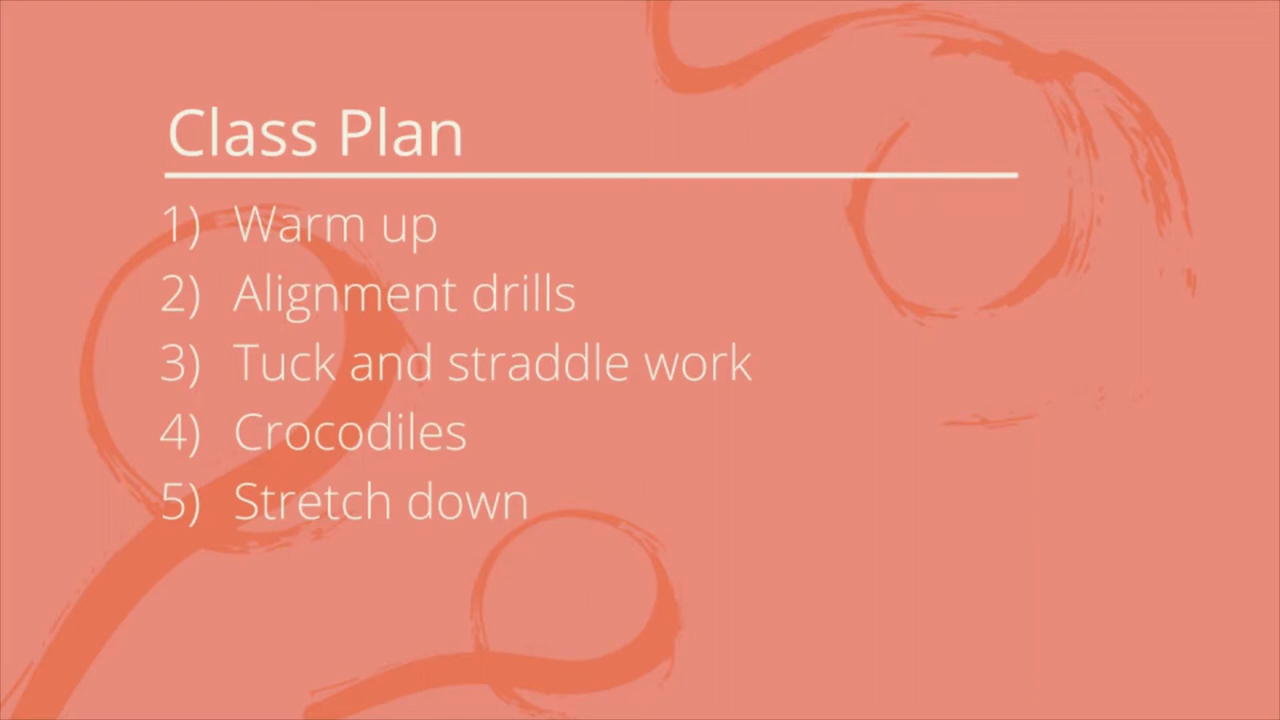 Class Plan
1) Warm up
2) Alignment drills
3) Tuck and straddle work
4) Crocodiles
5) Stretch down